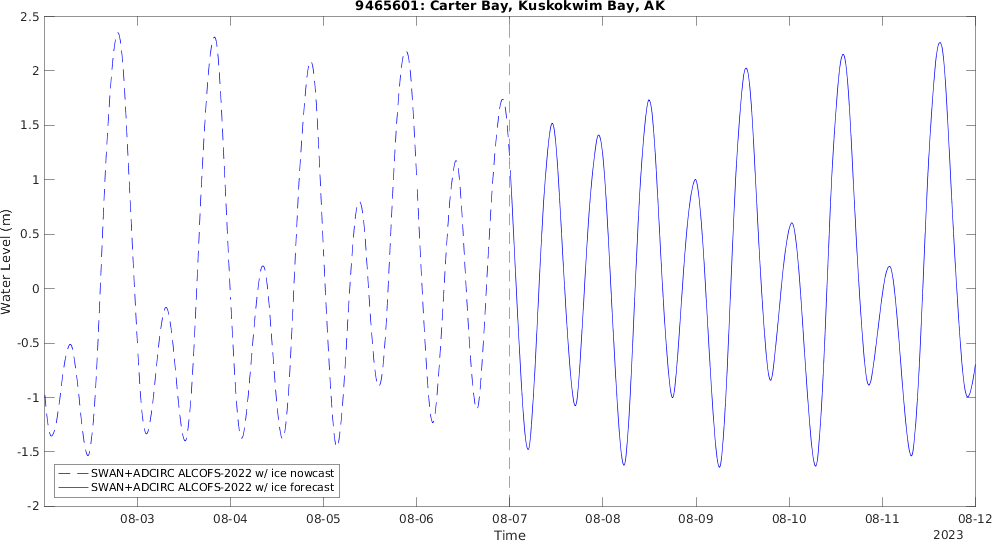 9465601: Carter Bay, Kuskokwim Bay, AK
2.5
2
1.5
1
0.5
0
-0.5
-1
-1.5
-2
Water Level (m)
SWAN+ADCIRC ALCOFS-2022 w/ ice nowcast
SWAN+ADCIRC ALCOFS-2022 w/ ice forecast
08-03 08-04 08-05 08-06 08-07 08-08 08-09 08-10 08-11 08-12
Time
2023